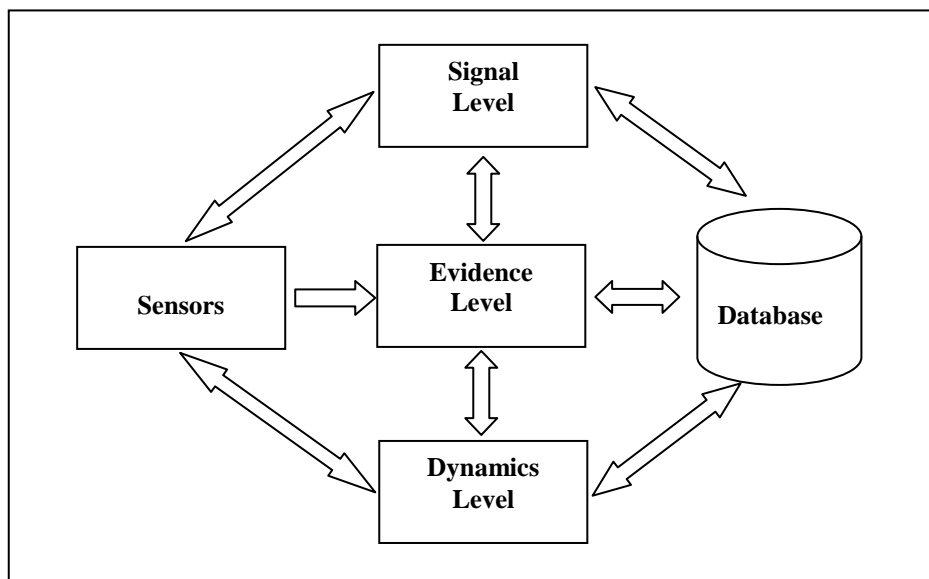 Signal
Level
Sensors
Evidence
Level
Database
Dynamics
Level